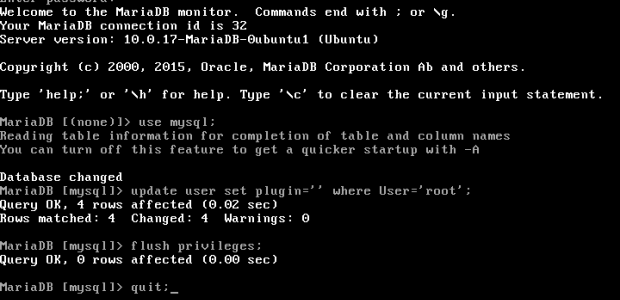 Enter password:
Welcome to the MariaDB monitor.  Commands end with ; or \g.
Your MariaDB connection id is 32
Server version: 10.0.17-MariaDB-0ubuntu1 (Ubuntu)
Copyright (c) 2000, 2015, Oracle, MariaDB Corporation Ab and others.
Type 'help;' or '\h' for help. Type '\c' to clear the current input statement.
MariaDB [(none)]> use mysql;
Reading table information for completion of table and column names
You can turn off this feature to get a quicker startup with -A
Database changed
MariaDB [mysql]> update user set plugin='' where User='root';
Query OK, 4 rows affected (0.02 sec)
Rows matched: 4  Changed: 4  Warnings: 0
MariaDB [mysql]> flush privileges;
Query OK, 0 rows affected (0.00 sec)
MariaDB [mysql]> quit;_